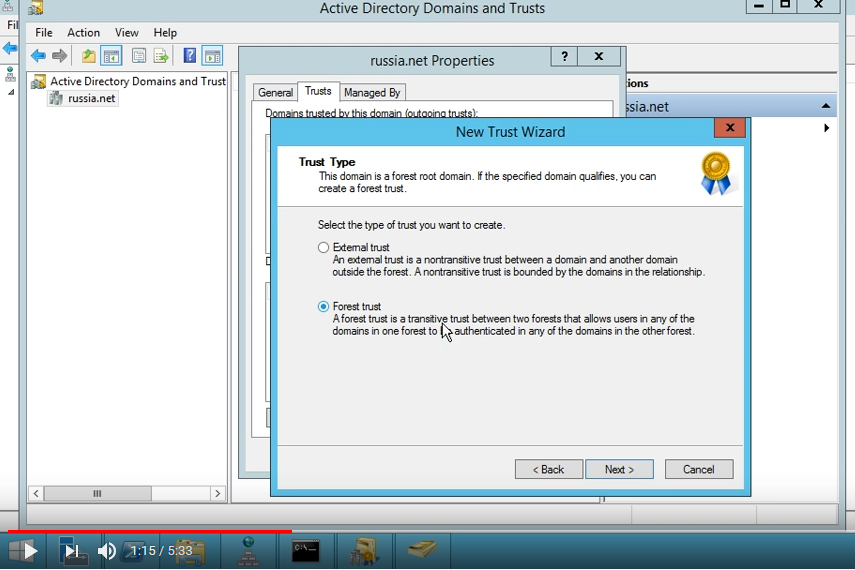 Active Directory Domains and Trusts
File Action View Help
Active Directory Domains and Trust
russia.net
russia.net Properties
? x
General Trusts Managed By
Domains trusted by this domain (outgoing trusts):
ssia.net
New Trust Wizard
x
Trust Type
This domain is a forest root domain. If the specified domain qualifies, you can
create a forest trust.
Select the type of trust you want to create.
External trust
An external trust is a nontransitive trust between a domain and another domain
outside the forest. A nontransitive trust is bounded by the domains in the relationship.
Forest trust
A forest trust is a transitive trust between two forests that allows users in any of the
domains in one forest to be authenticated in any of the domains in the other forest.
< Back Next > Cancel
1:15 / 5:33